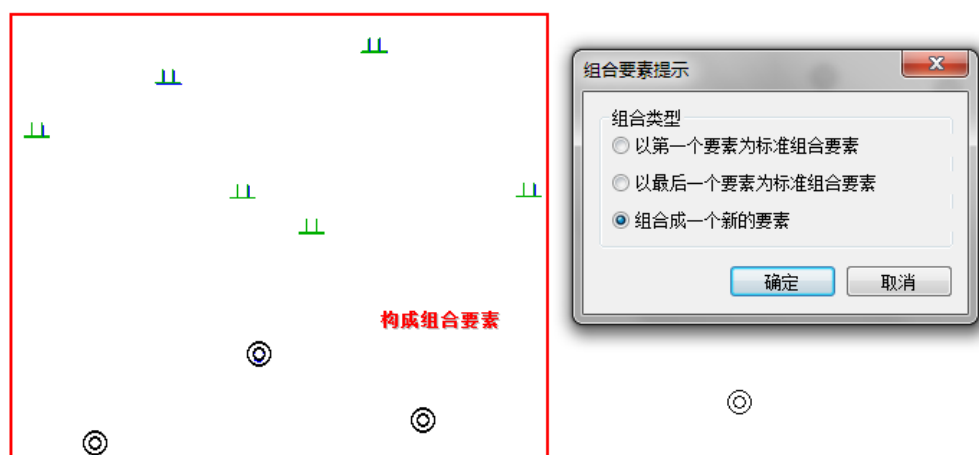 组合要素提示
组合类型
以第一个要素为标准组合要素
以最后一个要素为标准组合要素
组合成一个新的要素
确定
取消
构成组合要素